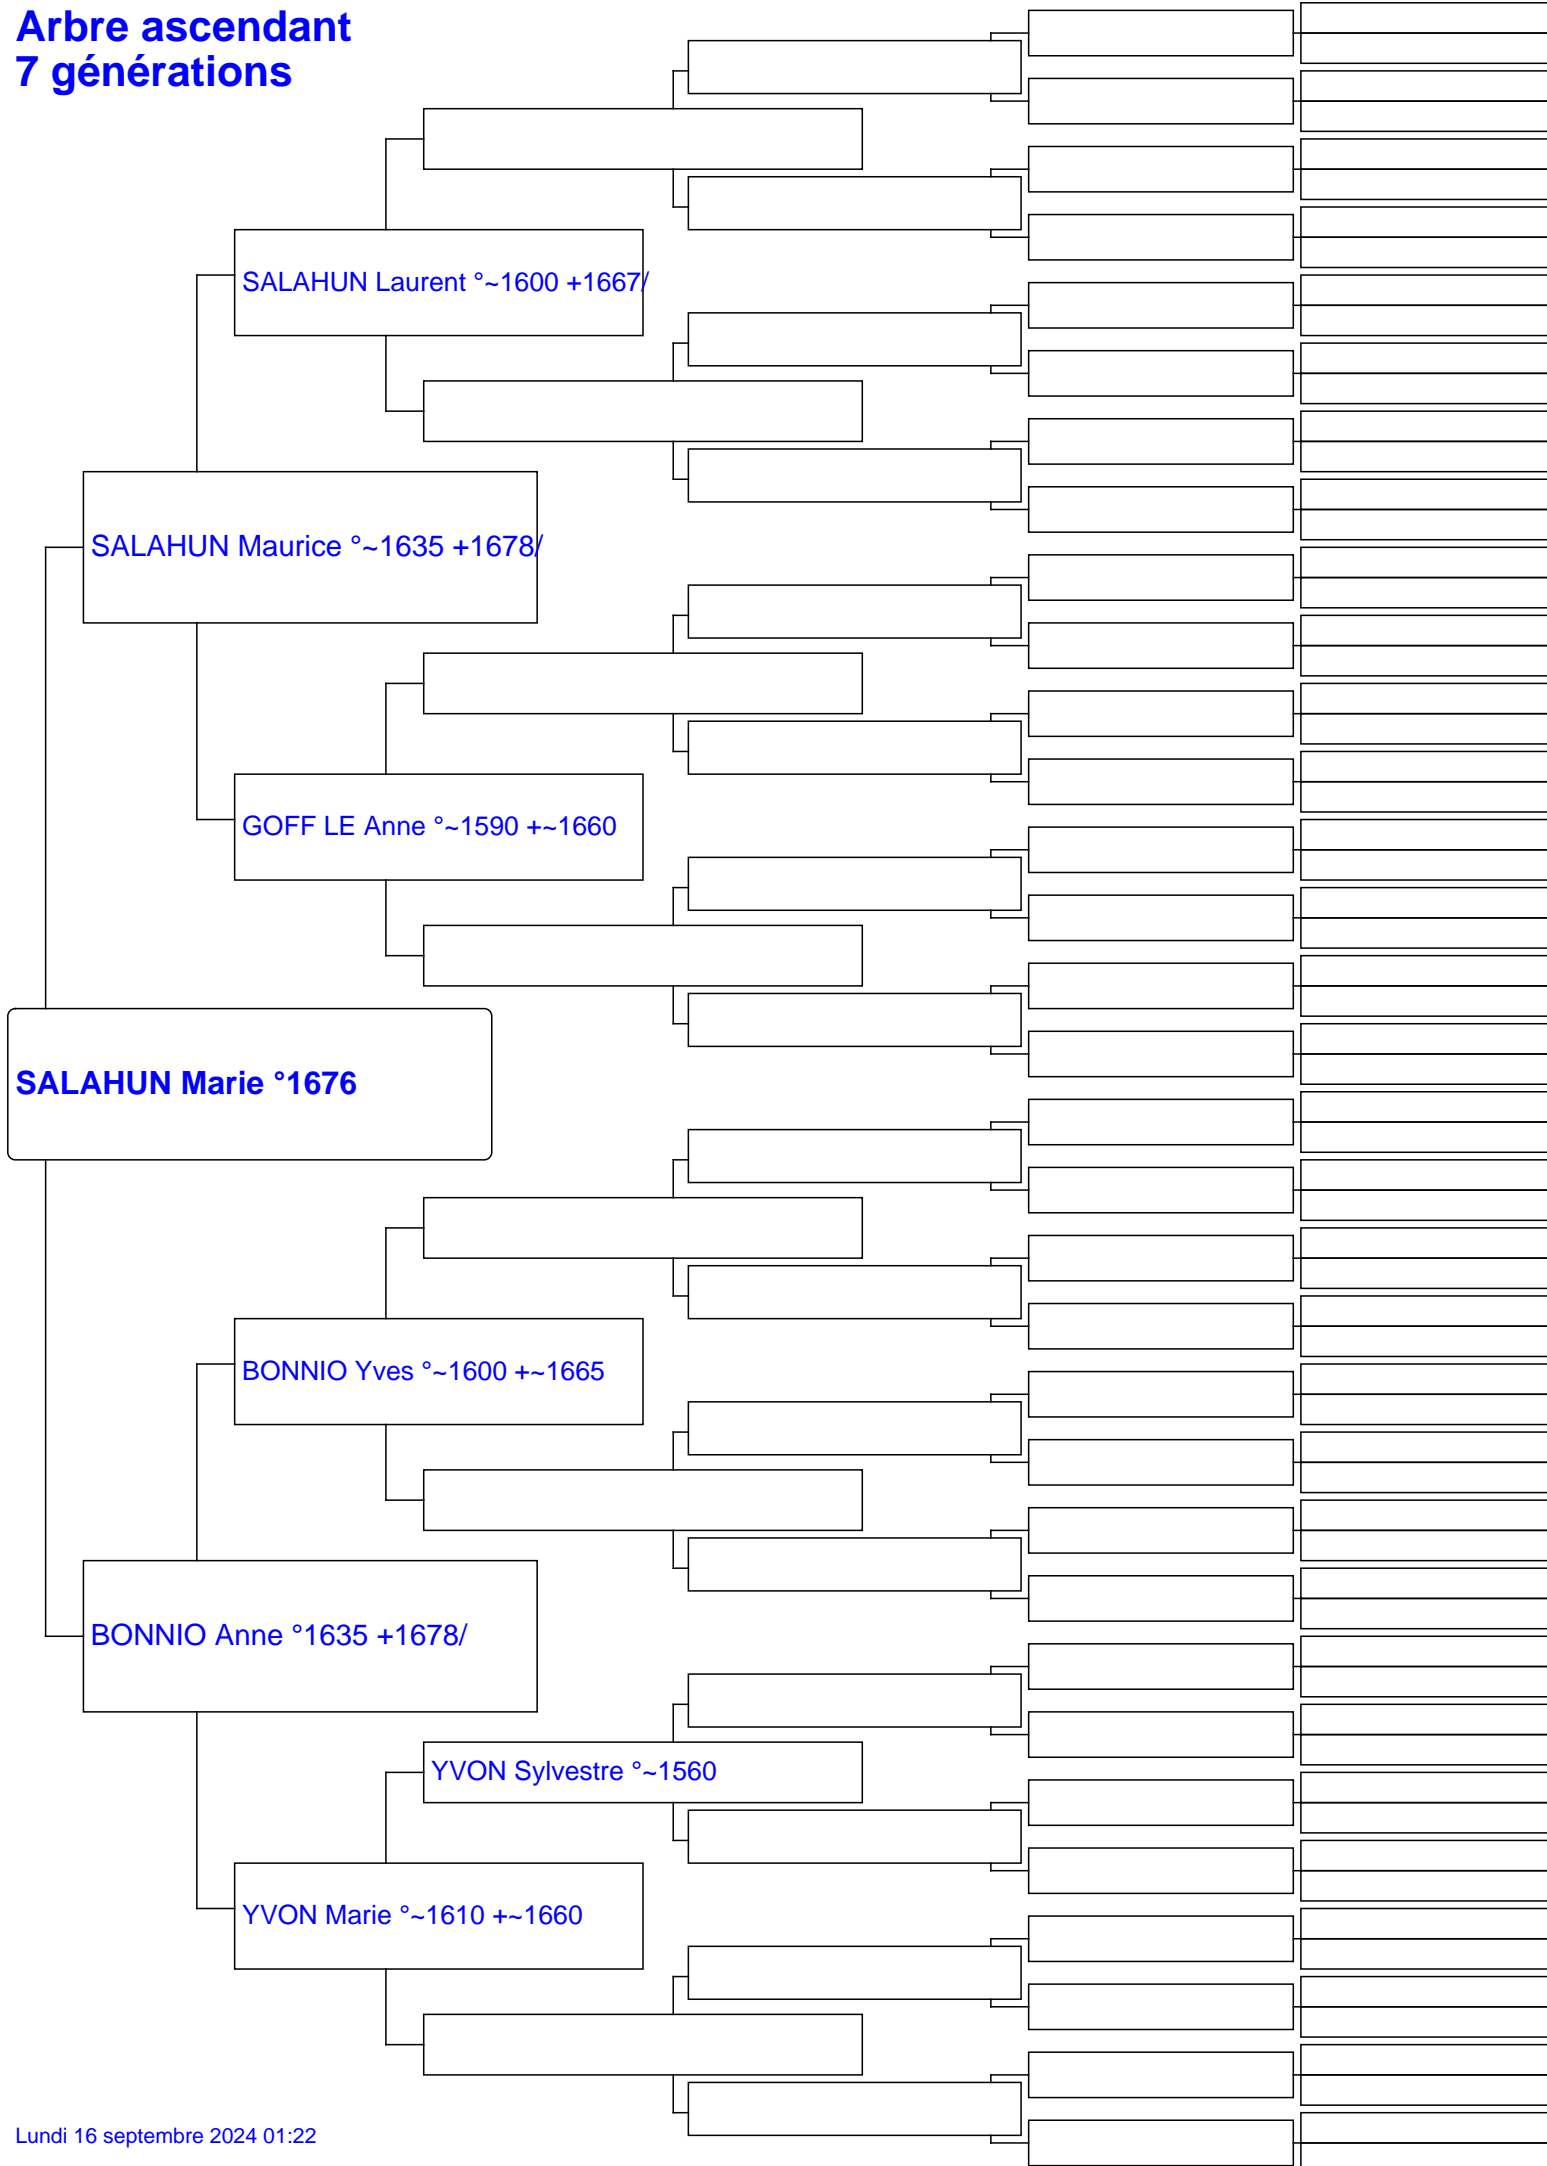 Arbre ascendant
7 générations
SALAHUN Laurent °~1600 +1667/
SALAHUN Maurice °~1635 +1678/
GOFF LE Anne °~1590 +~1660
SALAHUN Marie °1676
BONNIO Yves °~1600 +~1665
BONNIO Anne °1635 +1678/
YVON Sylvestre °~1560
YVON Marie °~1610 +~1660
Lundi 16 septembre 2024 01:22